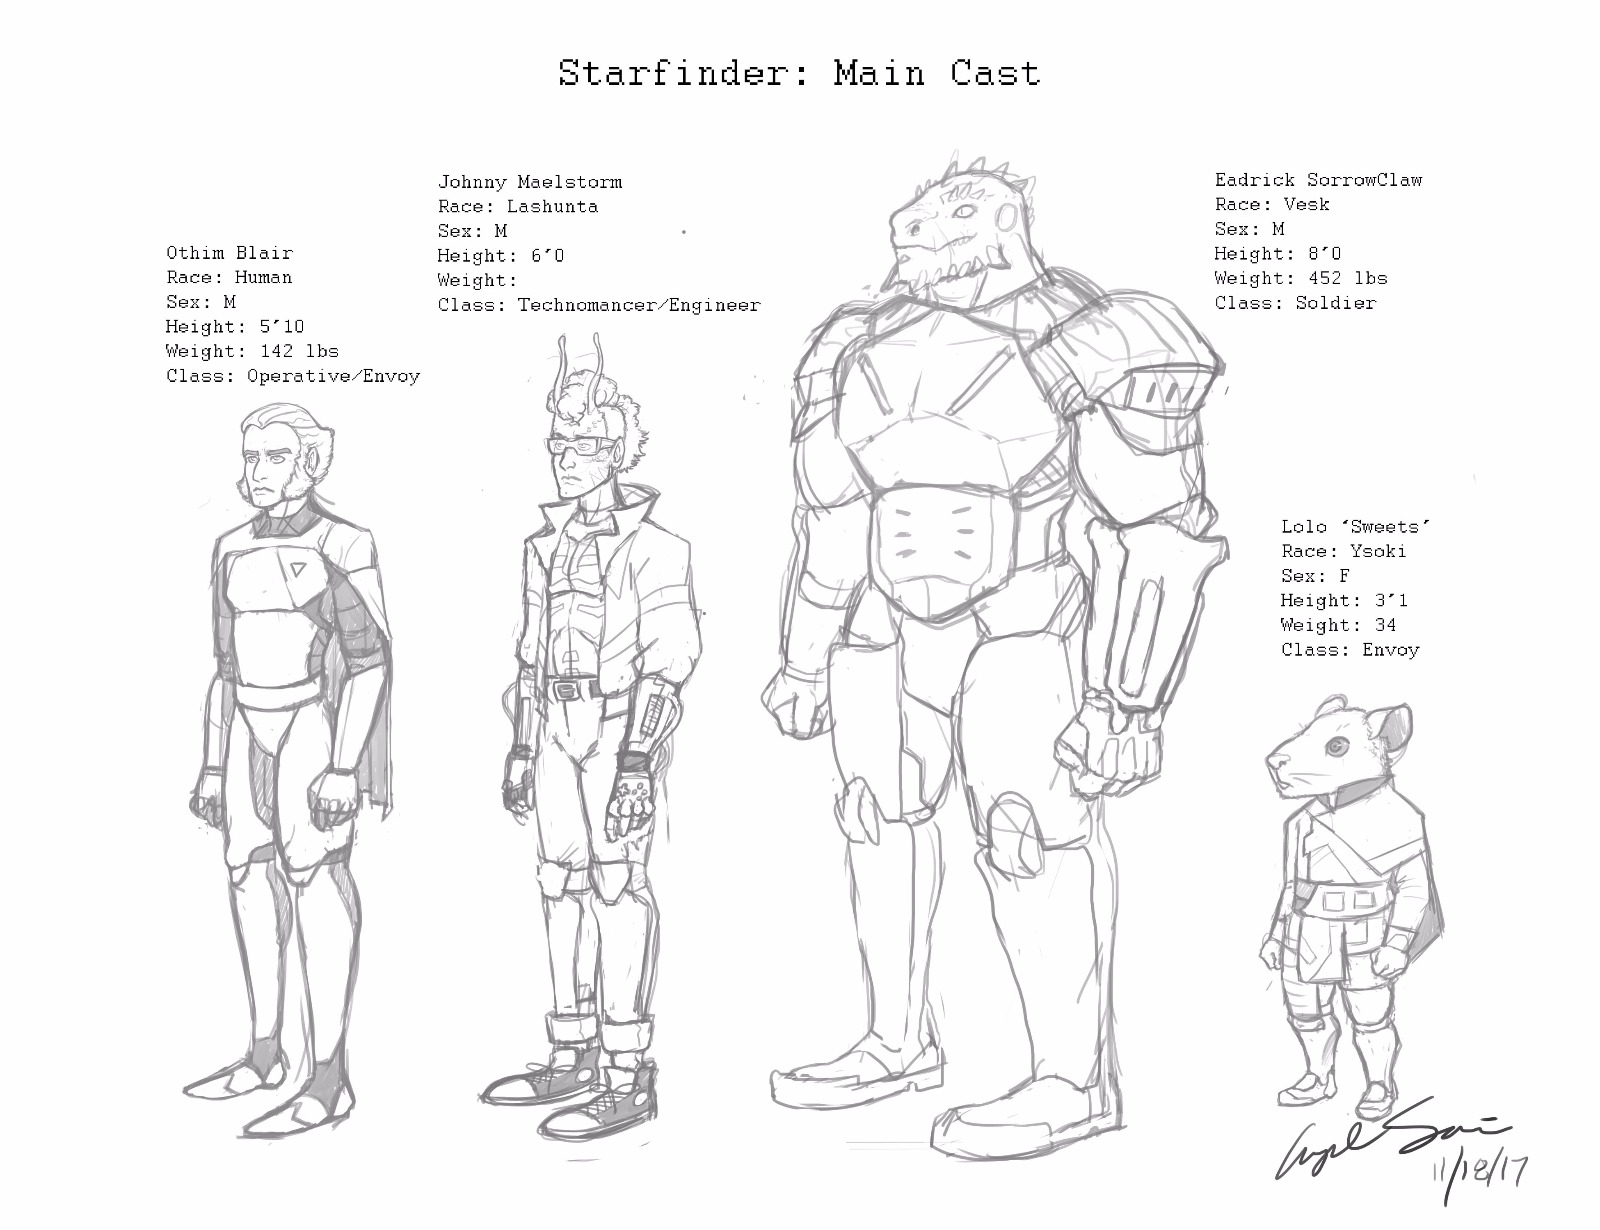 Starfinder: Main Cast
Othim Blair
Race: Human
Sex: M
Height: 5′10
Weight: 142 lbs
Class: Operative/Envoy
Johnny Maelstorm
Race: Lashunta
Sex: M
Height: 6′0
Weight:
Class: Technomancer/Engineer
Eadrick SorrowClaw
Race: Vesk
Sex: M
Height: 8′0
Weight: 452 lbs
Class: Soldier
Lolo ′Sweets′
Race: Ysoki
Sex: F
Height: 3′1
Weight: 34
Class: Envoy
11/18/17